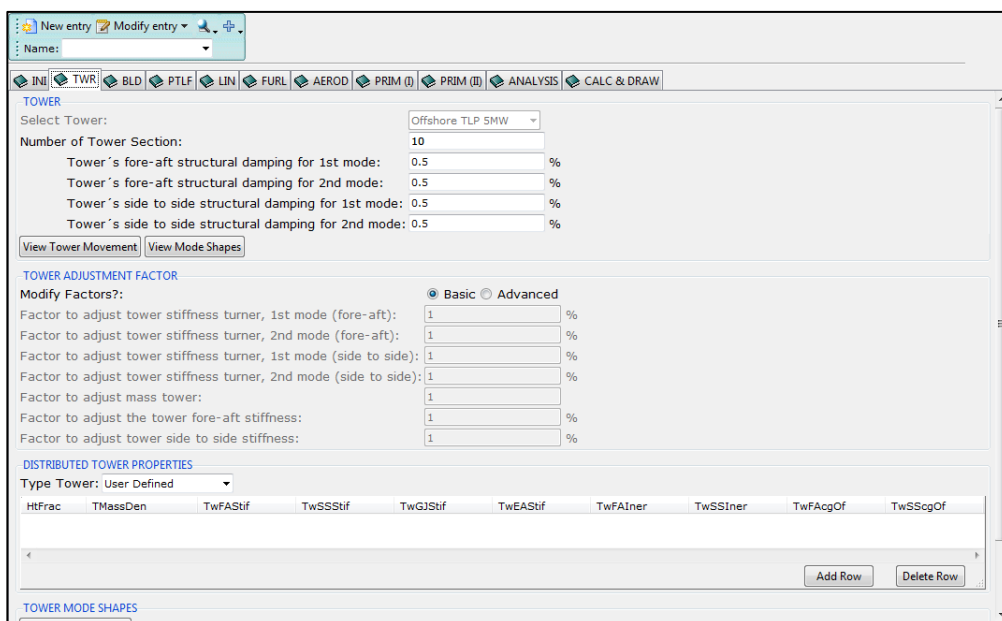 New entry Modify entry
Name:
INI TWR BLD PTLF LIN FURL AEROD PRIM (I) PRIM (II) ANALYSIS CALC & DRAW
TOWER
Select Tower: Offshore TLP 5MW
Number of Tower Section: 10
Tower´s fore-aft structural damping for 1st mode: 0.5 %
Tower´s fore-aft structural damping for 2nd mode: 0.5 %
Tower´s side to side structural damping for 1st mode: 0.5 %
Tower´s side to side structural damping for 2nd mode: 0.5 %
View Tower Movement View Mode Shapes
TOWER ADJUSTMENT FACTOR
Modify Factors?: Basic Advanced
Factor to adjust tower stiffness turner, 1st mode (fore-aft): 1 %
Factor to adjust tower stiffness turner, 2nd mode (fore-aft): 1 %
Factor to adjust tower stiffness turner, 1st mode (side to side): 1 %
Factor to adjust tower stiffness turner, 2nd mode (side to side): 1 %
Factor to adjust mass tower: 1
Factor to adjust the tower fore-aft stiffness: 1 %
Factor to adjust tower side to side stiffness: 1 %
DISTRIBUTED TOWER PROPERTIES
Type Tower: User Defined
HtFrac TMassDen TwFAStif TwSSStif TwGJStif TwEAStif TwFAIner TwSSIner TwFAcgOf TwSScgOf
Add Row Delete Row
TOWER MODE SHAPES